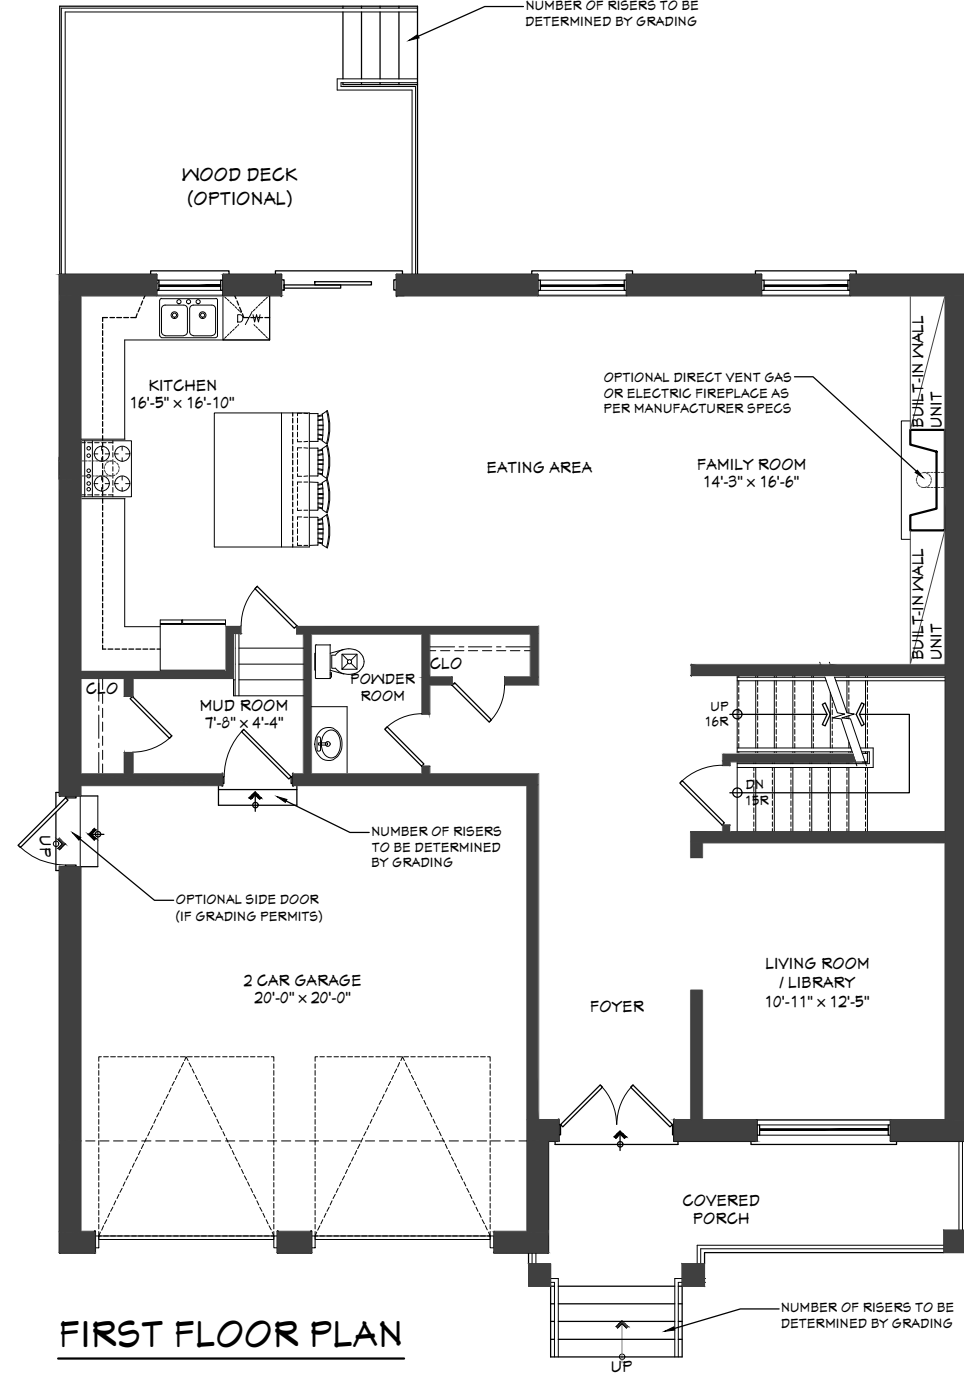 NUMBER OF RISERS TO BE
DETERMINED BY GRADING
WOOD DECK
(OPTIONAL)
D/W
KITCHEN
16'-5" x 16'-10"
OPTIONAL DIRECT VENT GAS
OR ELECTRIC FIREPLACE AS
PER MANUFACTURER SPECS
BUILT-IN WALL
UNIT
EATING AREA
FAMILY ROOM
14'-3" x 16'-6"
BUILT-IN WALL
UNIT
CLO
CLO
POWDER
ROOM
MUD ROOM
7'-8" x 4'-4"
UP
16R
DN
15R
UP
NUMBER OF RISERS
TO BE DETERMINED
BY GRADING
OPTIONAL SIDE DOOR
(IF GRADING PERMITS)
2 CAR GARAGE
20'-0" x 20'-0"
FOYER
LIVING ROOM
/ LIBRARY
10'-11" x 12'-5"
COVERED
PORCH
FIRST FLOOR PLAN
NUMBER OF RISERS TO BE
DETERMINED BY GRADING
UP